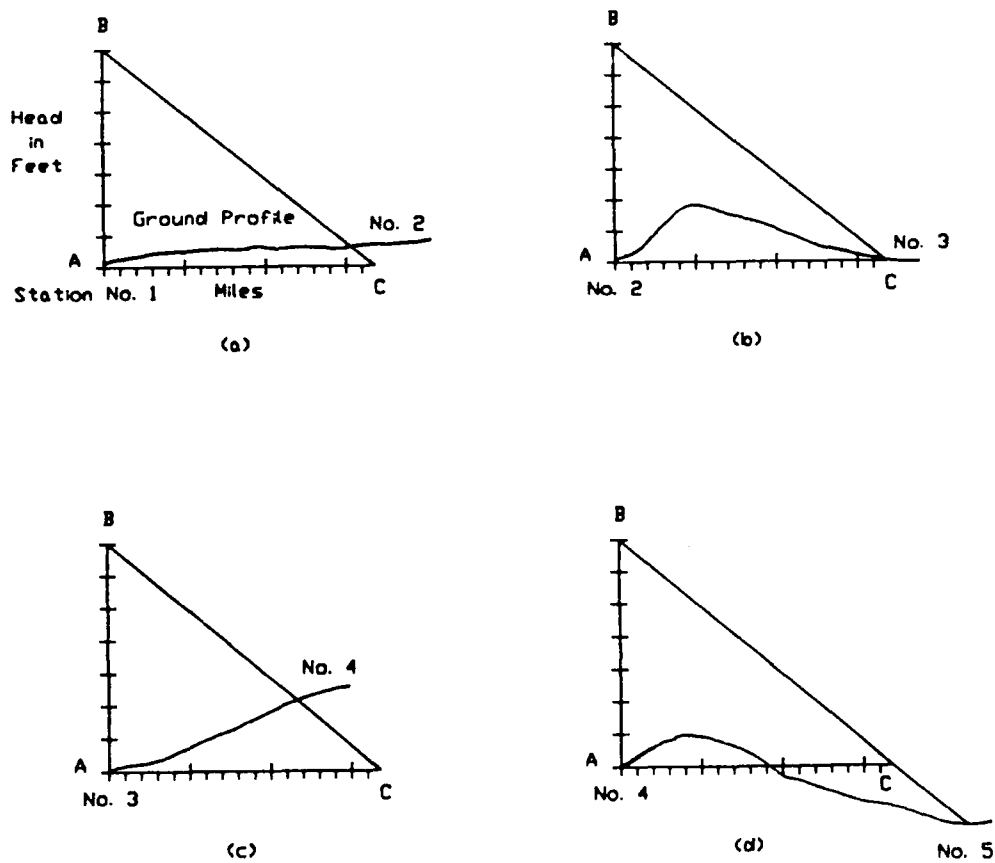 B
Head
in
Feet
Ground Profile
No. 2
A
C
Station No. 1
Miles
(a)
B
A
No. 3
C
No. 2
(b)
B
No. 4
A
C
No. 3
(c)
B
A
C
No. 4
No. 5
(d)